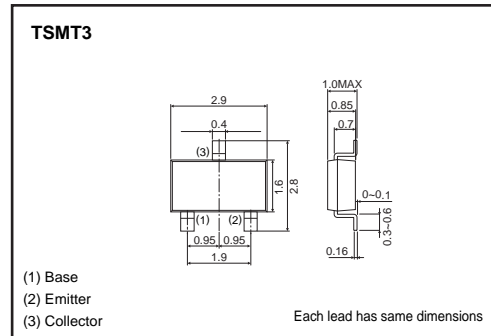 TSMT3
1.0MAX
2.9
0.85
0.4
0.7
(3)
1.6
2.8
0~0.1
(1)
(2)
0.3~0.6
0.95
0.95
0.16
1.9
(1) Base
(2) Emitter
(3) Collector
Each lead has same dimensions